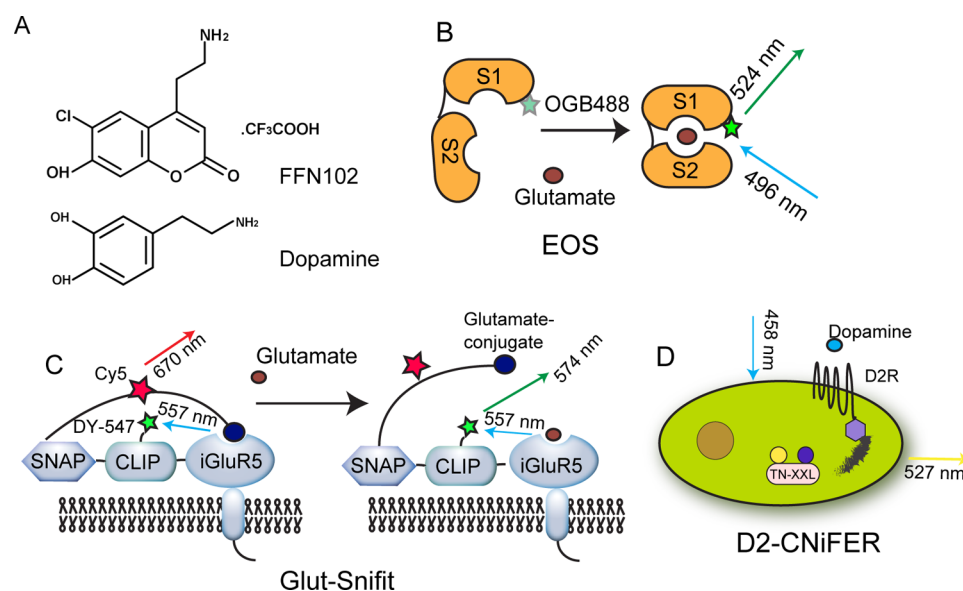 A
NH₂
Cl
OH
O
O
.CF₃COOH
FFN102
OH
OH
NH₂
Dopamine
B
S1
S2
OGB488
Glutamate
S1
S2
524 nm
496 nm
EOS
C
Cy5
670 nm
DY-547
557 nm
SNAP
CLIP
iGluR5
Glutamate
Glutamate-
conjugate
574 nm
557 nm
SNAP
CLIP
iGluR5
Glut-Snifit
D
458 nm
Dopamine
D2R
TN-XXL
527 nm
D2-CNiFER